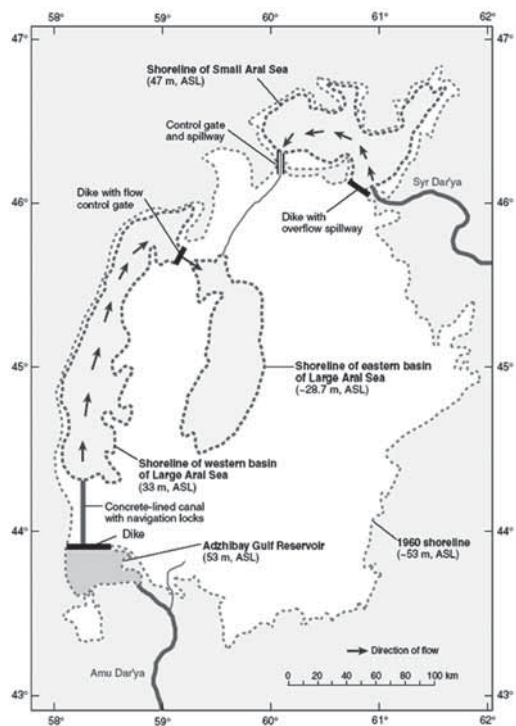 58° 59° 60° 61° 62°
47° 47°
Shoreline of Small Aral Sea
(47 m, ASL)
Control gate
and spillway
Dike with flow
control gate
Syr Dar'ya
46° 46°
Dike with
overflow spillway
45° 45°
Shoreline of eastern basin
of Large Aral Sea
(~28.7 m, ASL)
Shoreline of western basin
of Large Aral Sea
(33 m, ASL)
Concrete-lined canal
with navigation locks
44° 44°
Dike
Adzhibay Gulf Reservoir
(53 m, ASL)
1960 shoreline
(~53 m, ASL)
Direction of flow
Amu Dar'ya
0 20 40 60 80 100 km
43° 43°
58° 59° 60° 61° 62°